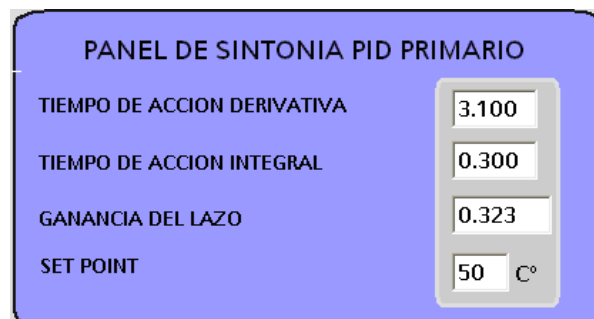 PANEL DE SINTONIA PID PRIMARIO
TIEMPO DE ACCION DERIVATIVA 3.100
TIEMPO DE ACCION INTEGRAL 0.300
GANANCIA DEL LAZO 0.323
SET POINT 50 Cº